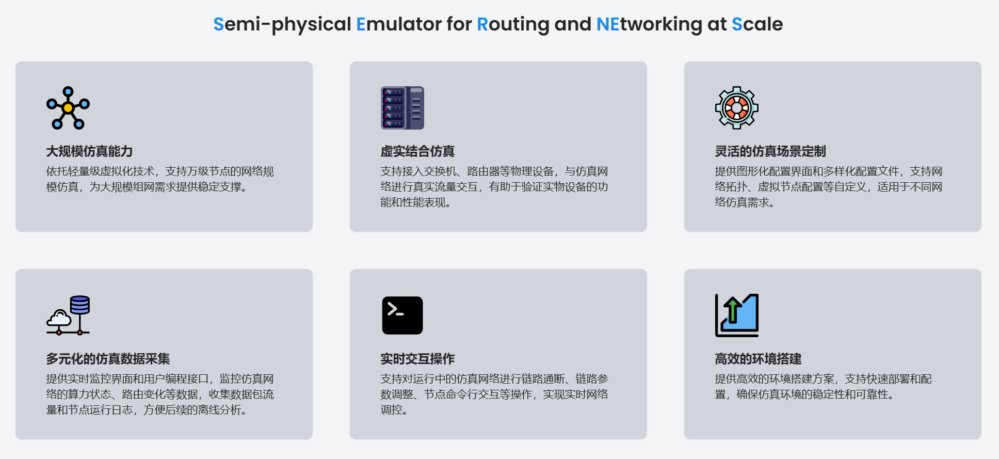 Semi-physical Emulator for Routing and NEtworking at Scale
大规模仿真能力
依托轻量级虚拟化技术，支持万级节点的网络规
模仿真，为大规模组网需求提供稳定支撑。
虚实结合仿真
支持接入交换机、路由器等物理设备，与仿真网
络进行真实流量交互，有助于验证实物设备的功
能和性能表现。
灵活的仿真场景定制
提供图形化配置界面和多样化配置文件，支持网
络拓扑、虚拟节点配置等自定义，适用于不同网
络仿真需求。
多元化的仿真数据采集
提供实时监控界面和用户编程接口，监控仿真网
络的算力状态、路由变化等数据，收集数据包流
量和节点运行日志，方便后续的离线分析。
实时交互操作
支持对运行中的仿真网络进行链路通断、链路参
数调整、节点命令行交互等操作，实现实时网络
调控。
高效的环境搭建
提供高效的环境搭建方案，支持快速部署和配
置，确保仿真环境的稳定性和可靠性。